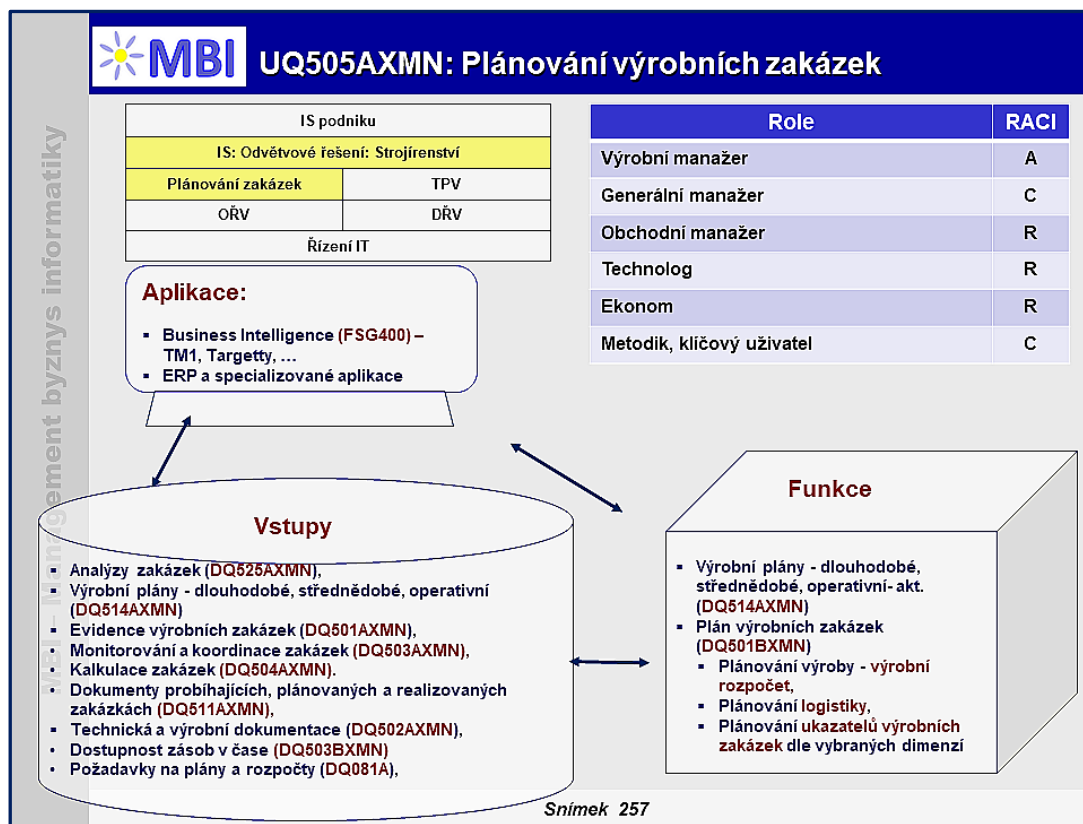 MBI
UQ505AXMN: Plánování výrobních zakázek
MBI – Management byznys informatiky
IS podniku
IS: Odvětvové řešení: Strojírenství
Plánování zakázek
TPV
OŘV
DŘV
Řízení IT
Role
RACI
Výrobní manažer
A
Generální manažer
C
Obchodní manažer
R
Technolog
R
Ekonom
R
Metodik, klíčový uživatel
C
Aplikace:
▪ Business Intelligence (FSG400) –
TM1, Targetty, …
▪ ERP a specializované aplikace
Vstupy
▪ Analýzy zakázek (DQ525AXMN),
▪ Výrobní plány - dlouhodobé, střednědobé, operativní
(DQ514AXMN)
▪ Evidence výrobních zakázek (DQ501AXMN),
• Monitorování a koordinace zakázek (DQ503AXMN),
• Kalkulace zakázek (DQ504AXMN).
• Dokumenty probíhajících, plánovaných a realizovaných
zakázkách (DQ511AXMN),
▪ Technická a výrobní dokumentace (DQ502AXMN),
• Dostupnost zásob v čase (DQ503BXMN)
• Požadavky na plány a rozpočty (DQ081A),
Funkce
▪ Výrobní plány - dlouhodobé,
střednědobé, operativní- akt.
(DQ514AXMN)
▪ Plán výrobních zakázek
(DQ501BXMN)
▪ Plánování výroby - výrobní
rozpočet,
▪ Plánování logistiky,
▪ Plánování ukazatelů výrobních
zakázek dle vybraných dimenzí
Snímek 257